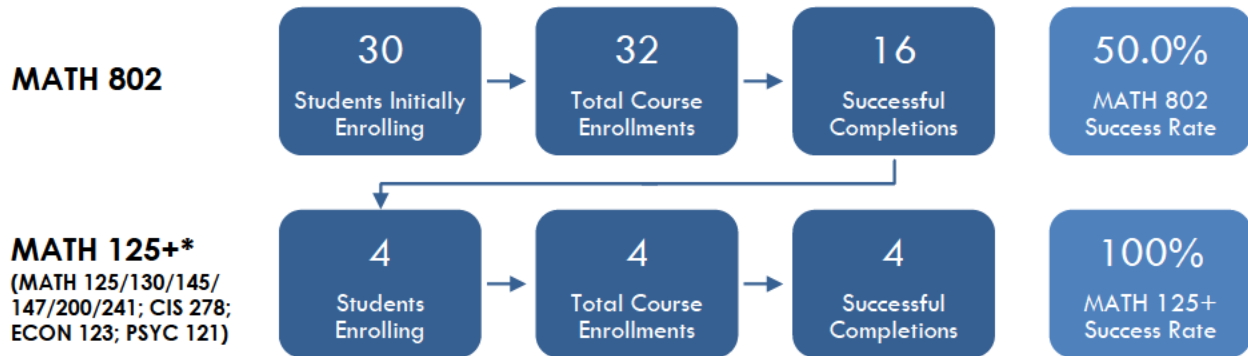 MATH 802
30
Students Initially
Enrolling
32
Total Course
Enrollments
16
Successful
Completions
50.0%
MATH 802
Success Rate
MATH 125+*
(MATH 125/130/145/
147/200/241; CIS 278;
ECON 123; PSYC 121)
4
Students
Enrolling
4
Total Course
Enrollments
4
Successful
Completions
100%
MATH 125+
Success Rate